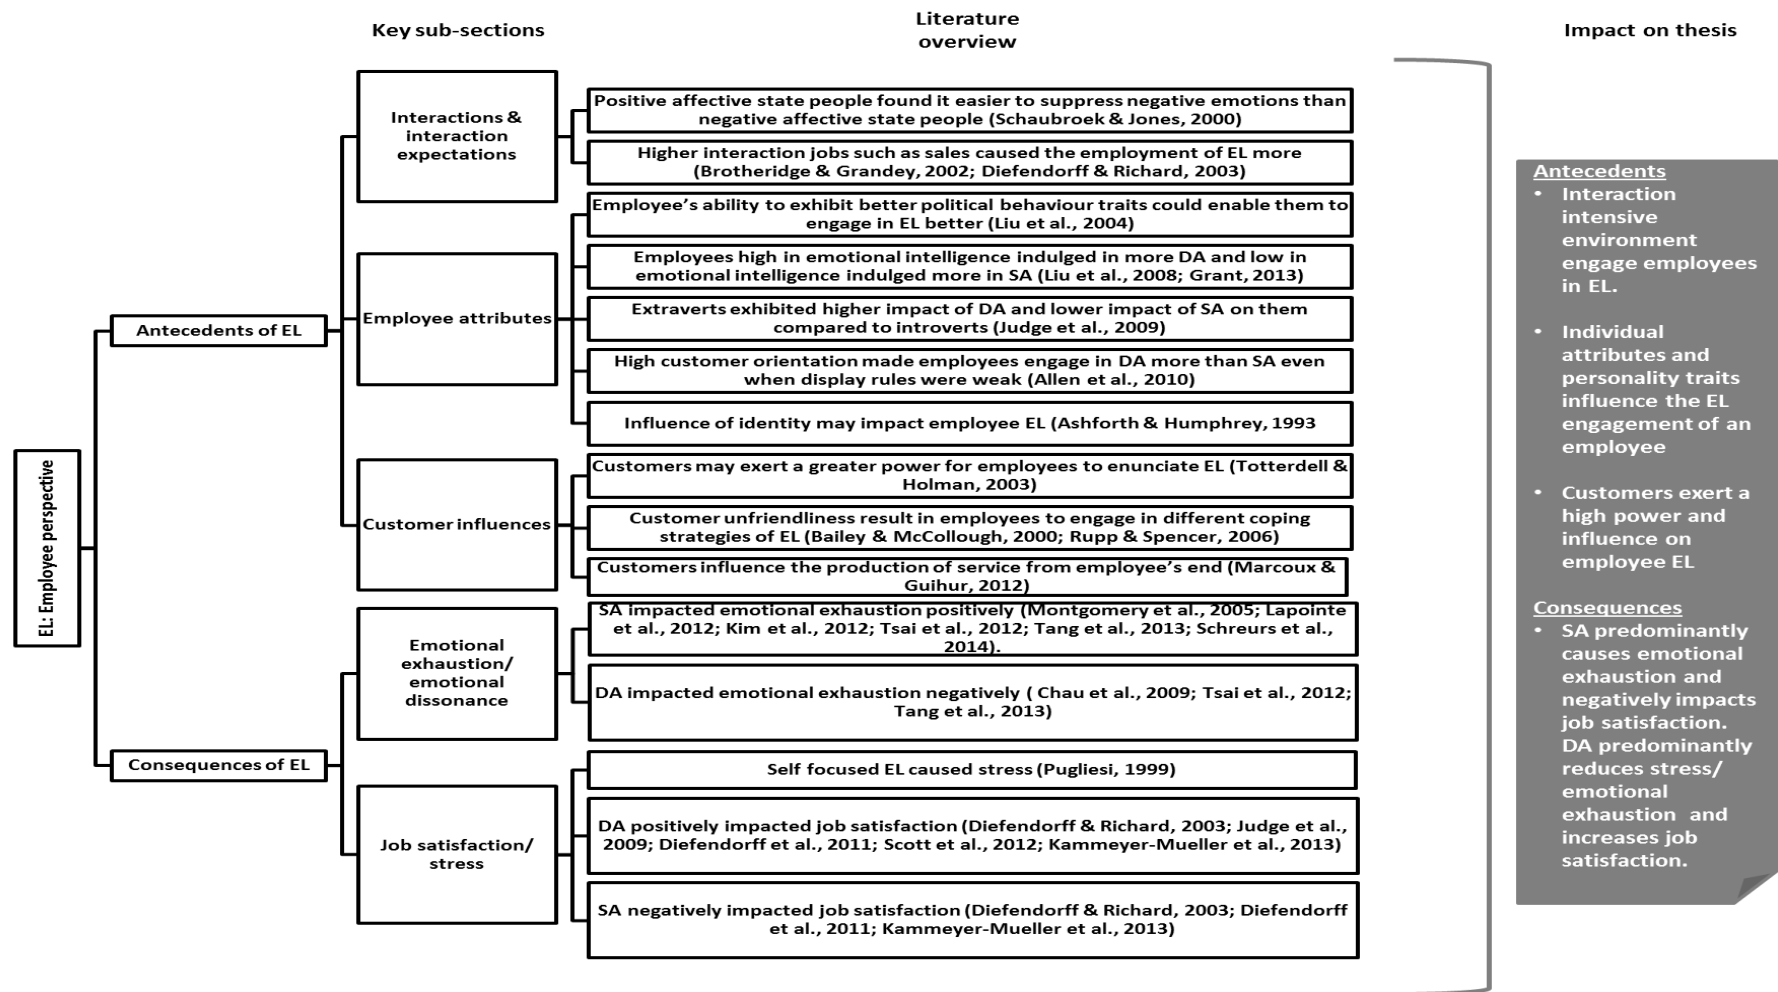 Key sub-sections
Literature
overview
Impact on thesis
EL: Employee perspective
Antecedents of EL
Interactions &
interaction
expectations
Positive affective state people found it easier to suppress negative emotions than
negative affective state people (Schaubroek & Jones, 2000)
Higher interaction jobs such as sales caused the employment of EL more
(Brotheridge & Grandey, 2002; Diefendorff & Richard, 2003)
Employee attributes
Employee’s ability to exhibit better political behaviour traits could enable them to
engage in EL better (Liu et al., 2004)
Employees high in emotional intelligence indulged in more DA and low in
emotional intelligence indulged more in SA (Liu et al., 2008; Grant, 2013)
Extraverts exhibited higher impact of DA and lower impact of SA on them
compared to introverts (Judge et al., 2009)
High customer orientation made employees engage in DA more than SA even
when display rules were weak (Allen et al., 2010)
Influence of identity may impact employee EL (Ashforth & Humphrey, 1993
Customer influences
Customers may exert a greater power for employees to enunciate EL (Totterdell &
Holman, 2003)
Customer unfriendliness result in employees to engage in different coping
strategies of EL (Bailey & McCollough, 2000; Rupp & Spencer, 2006)
Customers influence the production of service from employee’s end (Marcoux &
Guihur, 2012)
Consequences of EL
Emotional
exhaustion/
emotional
dissonance
SA impacted emotional exhaustion positively (Montgomery et al., 2005; Lapointe
et al., 2012; Kim et al., 2012; Tsai et al., 2012; Tang et al., 2013; Schreurs et al.,
2014).
DA impacted emotional exhaustion negatively ( Chau et al., 2009; Tsai et al., 2012;
Tang et al., 2013)
Job satisfaction/
stress
Self focused EL caused stress (Pugliesi, 1999)
DA positively impacted job satisfaction (Diefendorff & Richard, 2003; Judge et al.,
2009; Diefendorff et al., 2011; Scott et al., 2012; Kammeyer-Mueller et al., 2013)
SA negatively impacted job satisfaction (Diefendorff & Richard, 2003; Diefendorff
et al., 2011; Kammeyer-Mueller et al., 2013)
Antecedents
• Interaction
intensive
environment
engage employees
in EL.
• Individual
attributes and
personality traits
influence the EL
engagement of an
employee
• Customers exert a
high power and
influence on
employee EL
Consequences
• SA predominantly
causes emotional
exhaustion and
negatively impacts
job satisfaction.
DA predominantly
reduces stress/
emotional
exhaustion and
increases job
satisfaction.